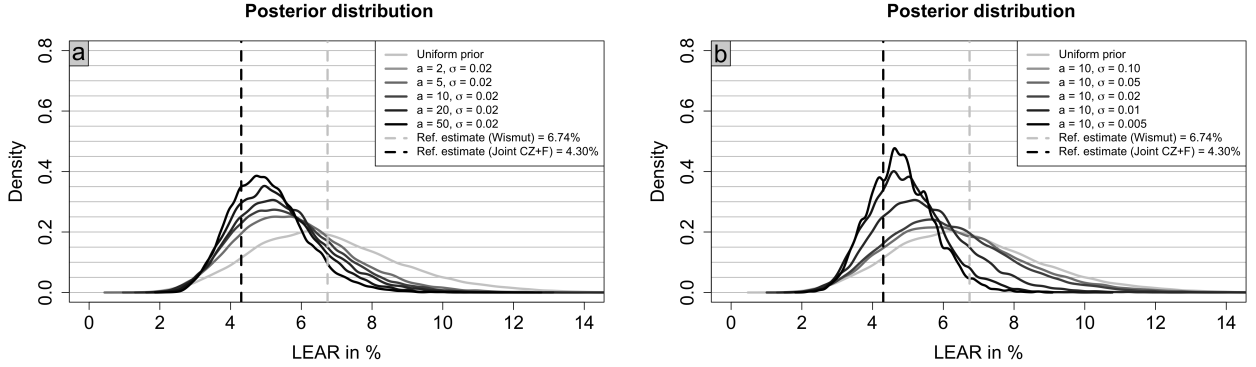 Posterior distribution
a
0.8
0.6
0.4
0.2
0.0
Density
0 2 4 6 8 10 12 14
LEAR in %
Uniform prior
a = 2, σ = 0.02
a = 5, σ = 0.02
a = 10, σ = 0.02
a = 20, σ = 0.02
a = 50, σ = 0.02
Ref. estimate (Wismut) = 6.74%
Ref. estimate (Joint CZ+F) = 4.30%
Posterior distribution
b
0.8
0.6
0.4
0.2
0.0
Density
0 2 4 6 8 10 12 14
LEAR in %
Uniform prior
a = 10, σ = 0.10
a = 10, σ = 0.05
a = 10, σ = 0.02
a = 10, σ = 0.01
a = 10, σ = 0.005
Ref. estimate (Wismut) = 6.74%
Ref. estimate (Joint CZ+F) = 4.30%